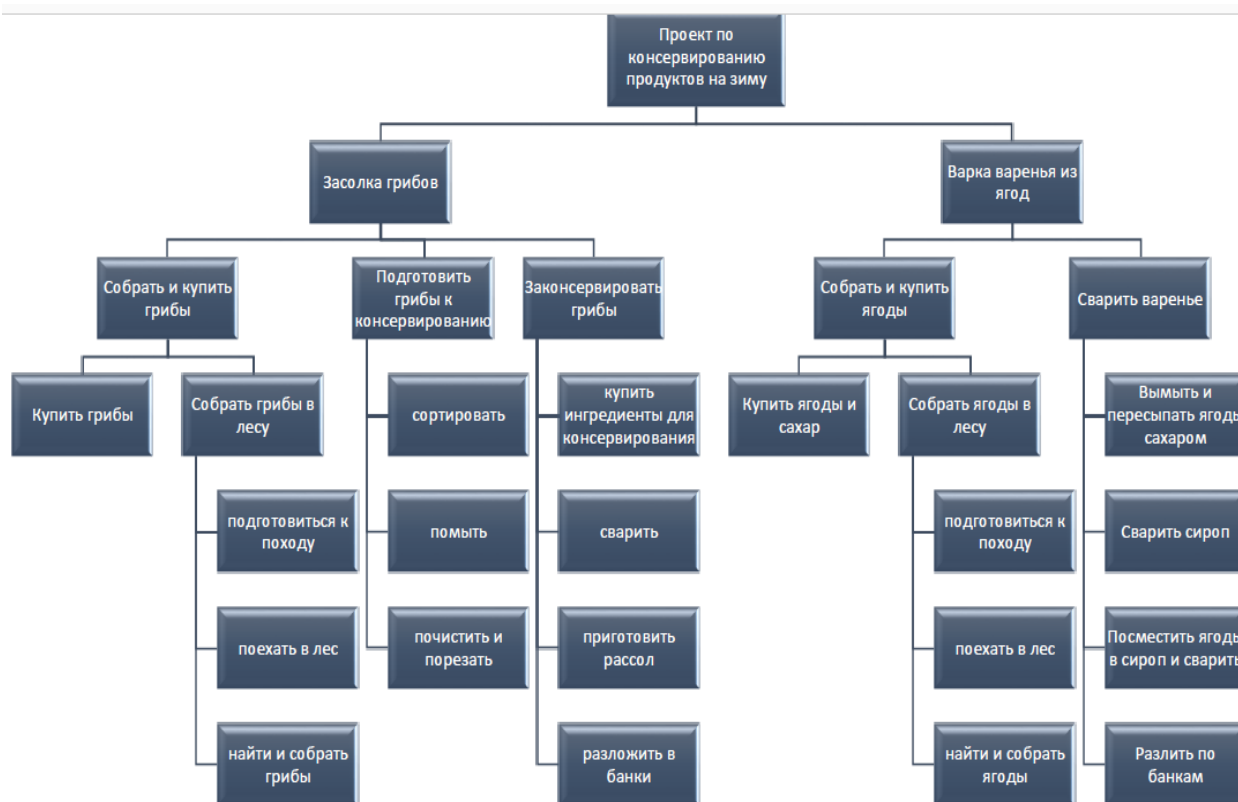 Проект по
консервированию
продуктов на зиму
Засолка грибов
Варка варенья из
ягод
Собрать и купить
грибы
Подготовить
грибы к
консервированию
Законсервировать
грибы
Собрать и купить
ягоды
Сварить варенье
Купить грибы
Собрать грибы в
лесу
сортировать
купить
ингредиенты для
консервирования
Купить ягоды и
сахар
Собрать ягоды в
лесу
Вымыть и
пересыпать ягоды
сахаром
подготовиться к
походу
помыть
сварить
подготовиться к
походу
Сварить сироп
поехать в лес
почистить и
порезать
приготовить
рассол
поехать в лес
Посместить ягоды
в сироп и сварить
найти и собрать
грибы
разложить в
банки
найти и собрать
ягоды
Разлить по
банкам